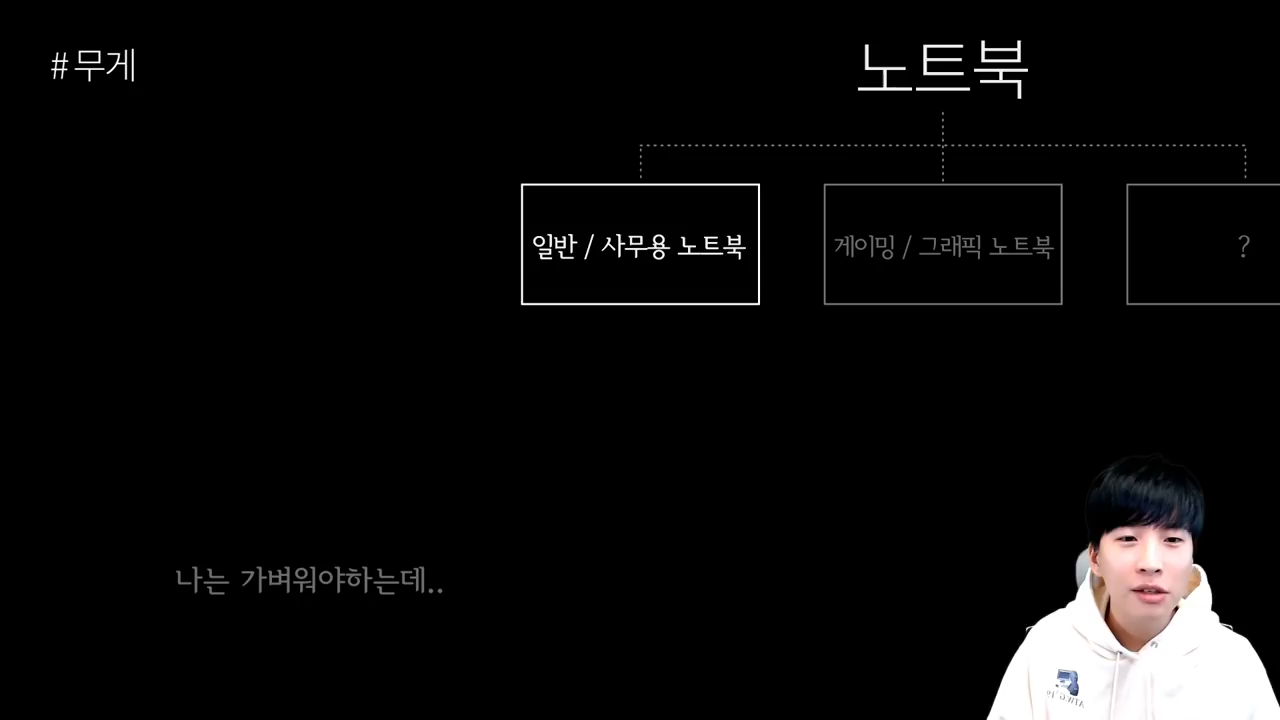 #무게
노트북
일반 / 사무용 노트북
게이밍 / 그래픽 노트북
?
나는 가벼워야하는데..